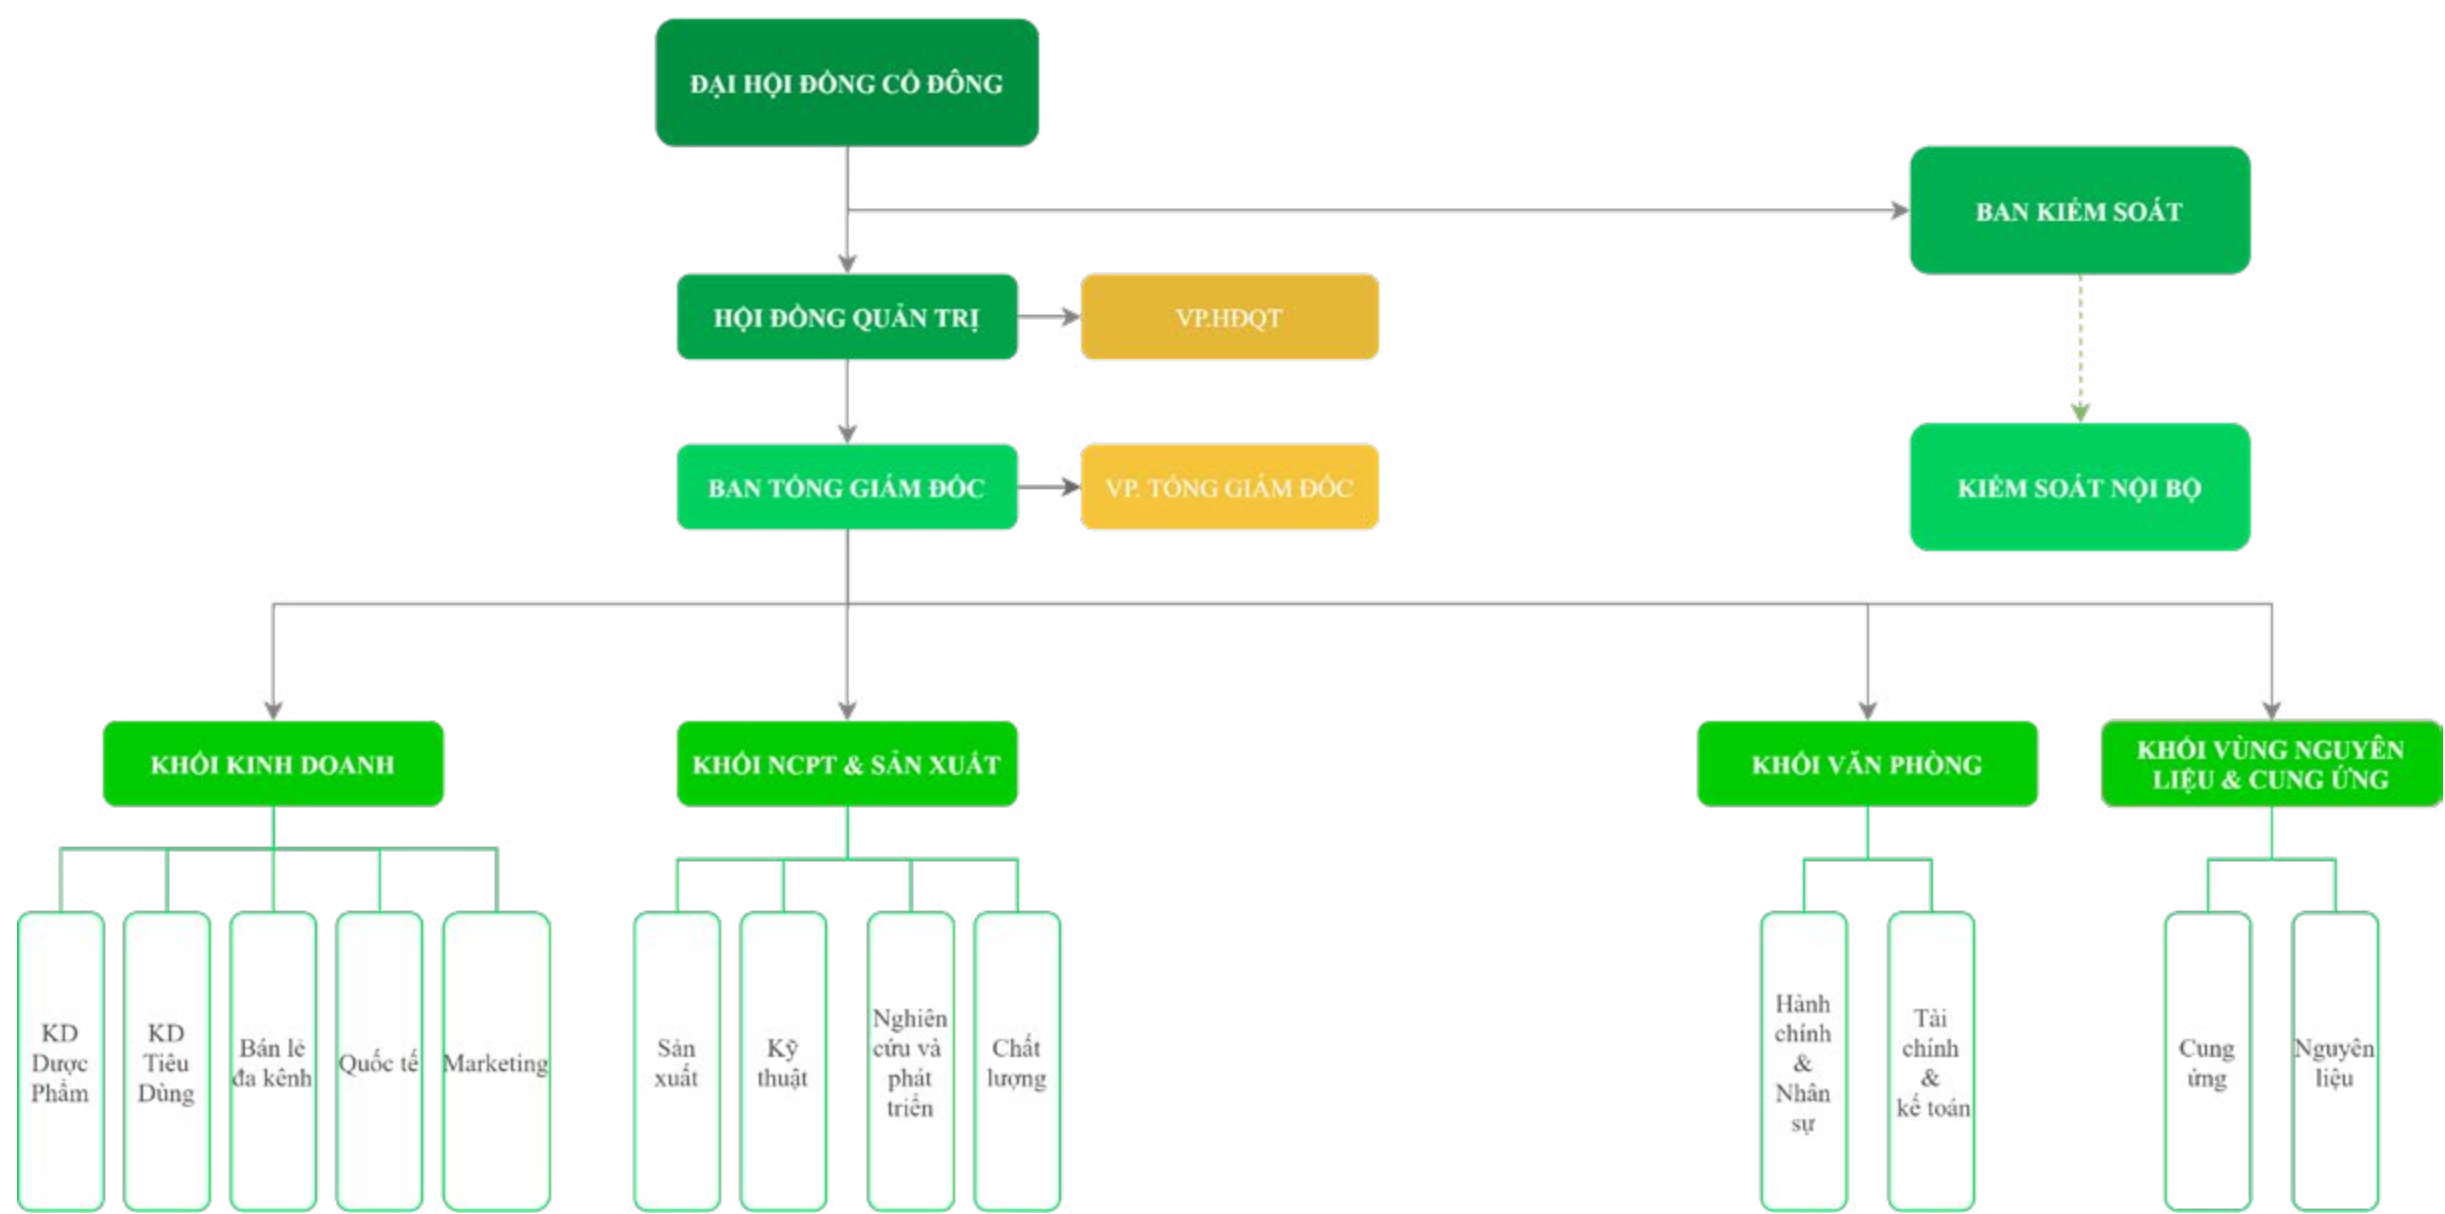 ĐẠI HỘI ĐỒNG CỔ ĐÔNG
BAN KIỂM SOÁT
HỘI ĐỒNG QUẢN TRỊ
VP.HĐQT
BAN TỔNG GIÁM ĐỐC
VP. TỔNG GIÁM ĐỐC
KIỂM SOÁT NỘI BỘ
KHỐI KINH DOANH
KHỐI NCPT & SẢN XUẤT
KHỐI VĂN PHÒNG
KHỐI VÙNG NGUYÊN
LIỆU & CUNG ỨNG
KD
Dược
Phẩm
KD
Tiêu
Dùng
Bán lẻ
đa kênh
Quốc tế
Marketing
Sản
xuất
Kỹ
thuật
Nghiên
cứu và
phát
triển
Chất
lượng
Hành
chính
&
Nhân
sự
Tài
chính
&
kế toán
Cung
ứng
Nguyên
liệu